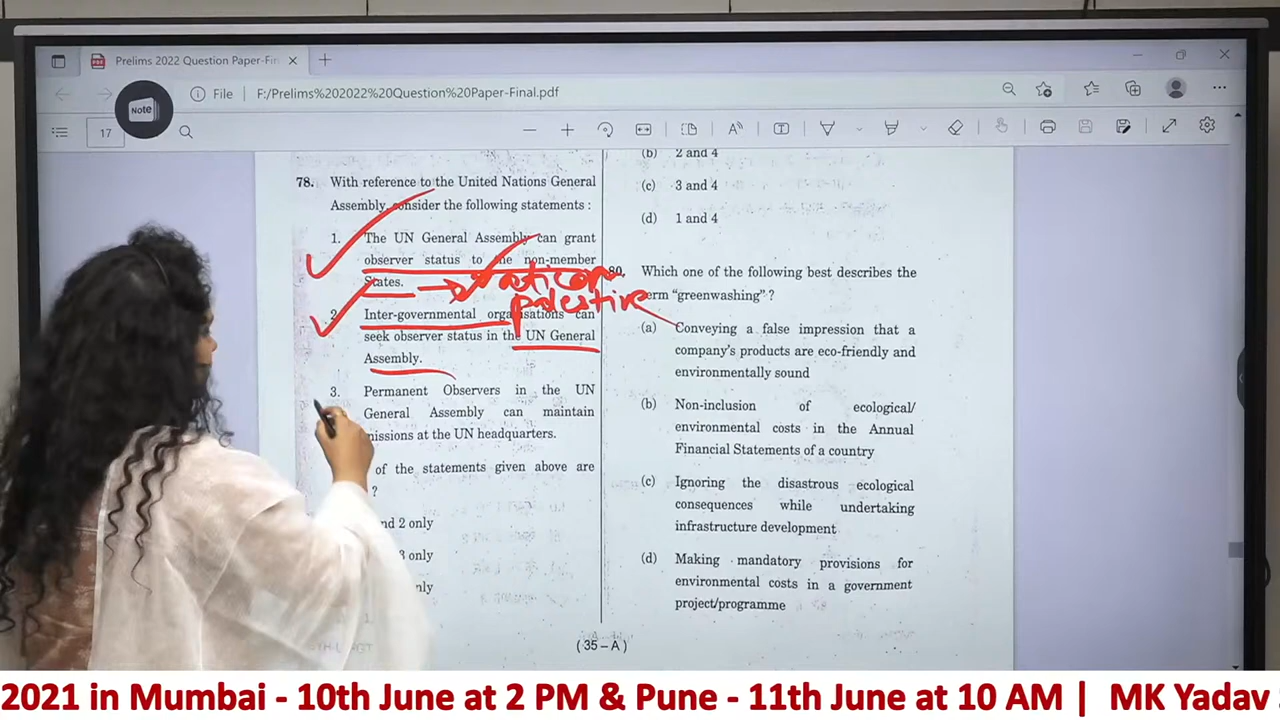 Prelims 2022 Question Paper-Fin
Note
File F:/Prelims%202022%20Question%20Paper-Final.pdf
17
78. With reference to the United Nations General
Assembly, consider the following statements :
1. The UN General Assembly can grant
observer status to the non-member
States.
Vatican
palestine
2. Inter-governmental organisations can
seek observer status in the UN General
Assembly.
3. Permanent Observers in the UN
General Assembly can maintain
missions at the UN headquarters.
of the statements given above are
?
nd 2 only
3 only
nly
(b) 2 and 4
(c) 3 and 4
(d) 1 and 4
80. Which one of the following best describes the
term “greenwashing” ?
(a) Conveying a false impression that a
company's products are eco-friendly and
environmentally sound
(b) Non-inclusion of ecological/
environmental costs in the Annual
Financial Statements of a country
(c) Ignoring the disastrous ecological
consequences while undertaking
infrastructure development
(d) Making mandatory provisions for
environmental costs in a government
project/programme
( 35 – A )
2021 in Mumbai - 10th June at 2 PM & Pune - 11th June at 10 AM | MK Yadav